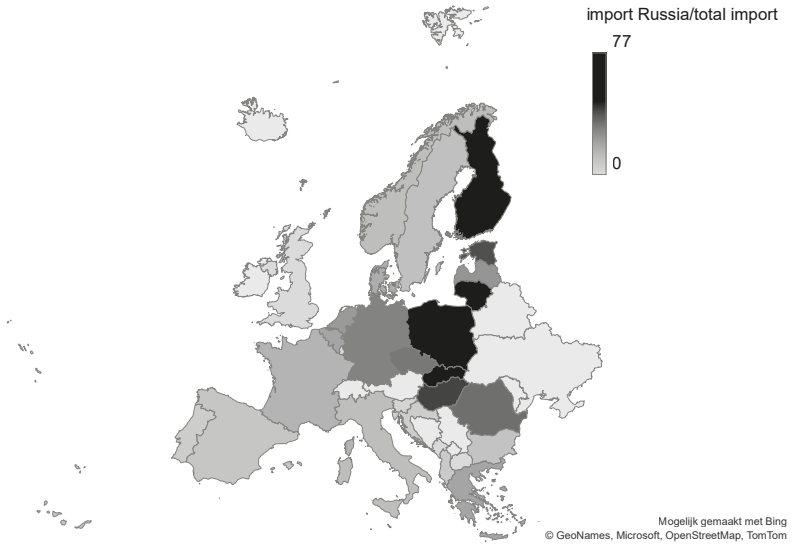 import Russia/total import
77
0
Mogelijk gemaakt met Bing
© GeoNames, Microsoft, OpenStreetMap, TomTom